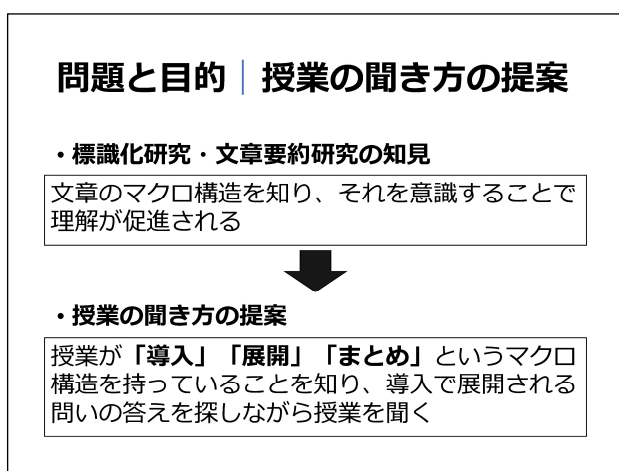 問題と目的│授業の聞き方の提案
・標識化研究・文章要約研究の知見
文章のマクロ構造を知り、それを意識することで
理解が促進される
・授業の聞き方の提案
授業が「導入」「展開」「まとめ」というマクロ
構造を持っていることを知り、導入で展開される
問いの答えを探しながら授業を聞く